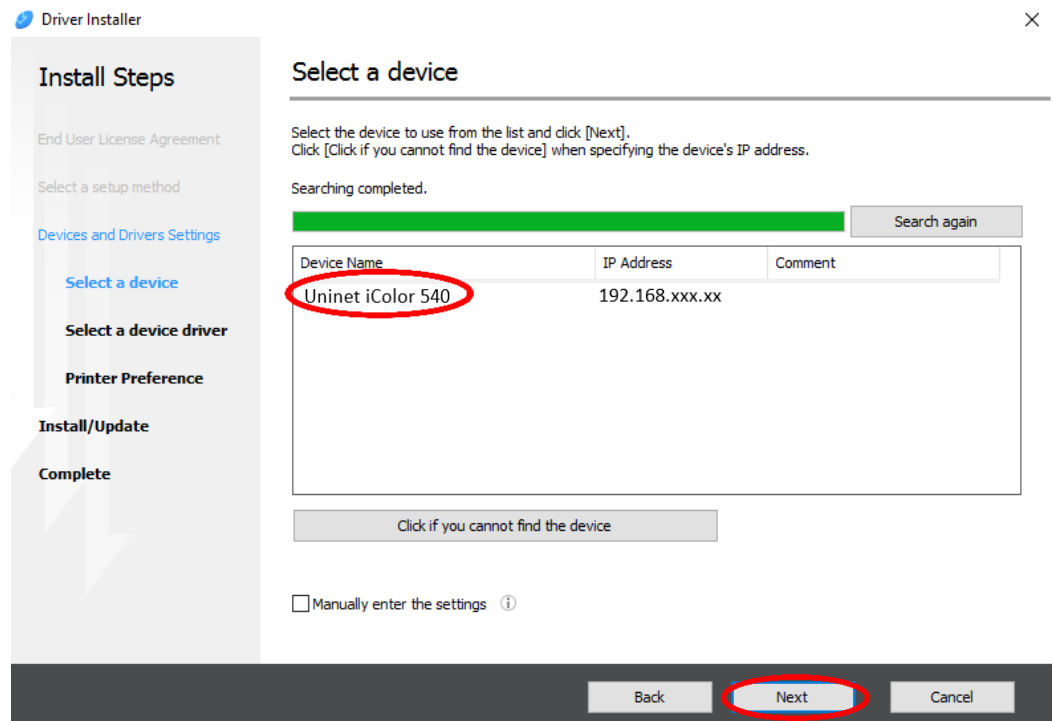 Driver Installer
Install Steps
End User License Agreement
Select a setup method
Devices and Drivers Settings
Select a device
Select a device driver
Printer Preference
Install/Update
Complete
Select a device
Select the device to use from the list and click [Next].
Click [Click if you cannot find the device] when specifying the device's IP address.
Searching completed.
Search again
Device Name IP Address Comment
Uninet iColor 540 192.168.xxx.xx
Click if you cannot find the device
Manually enter the settings
Back Next Cancel